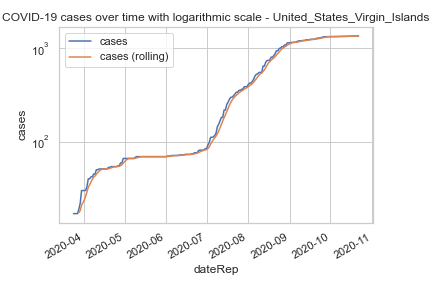 COVID-19 cases over time with logarithmic scale - United_States_Virgin_Islands
cases
cases (rolling)
10³
10²
cases
2020-04
2020-05
2020-06
2020-07
2020-08
2020-09
2020-10
2020-11
dateRep